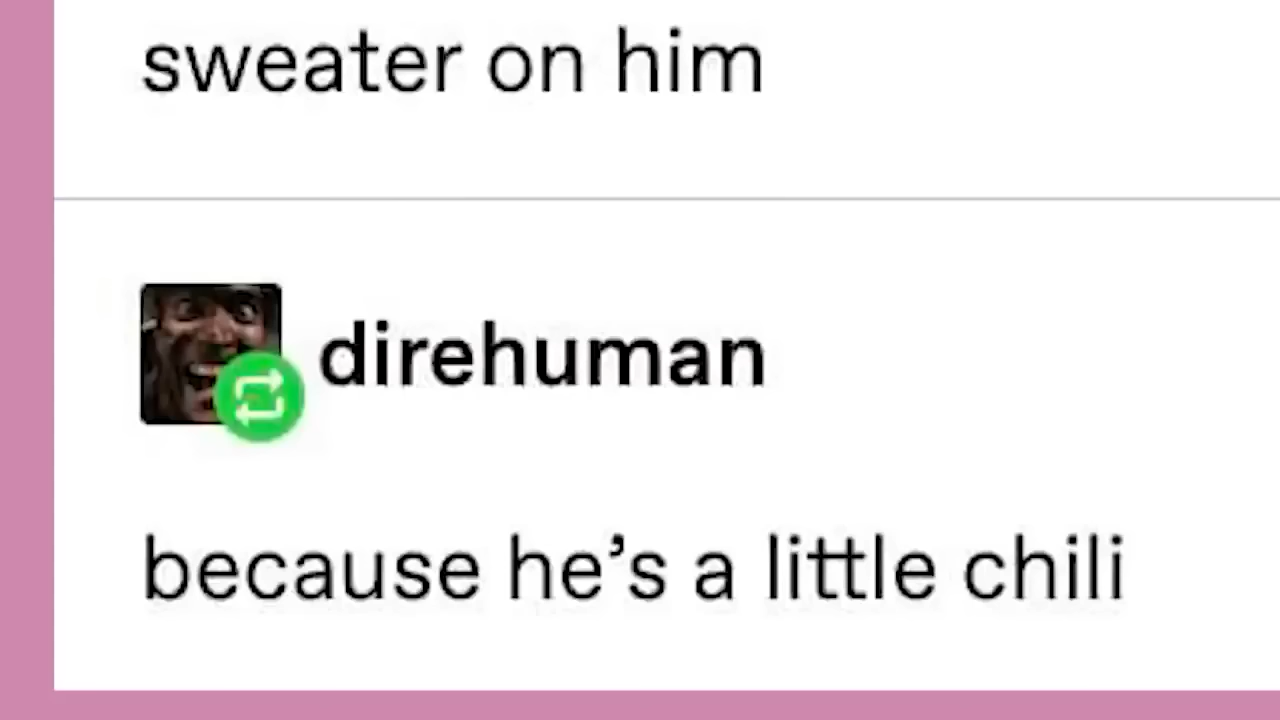 sweater on him
direhuman
because he’s a little chili